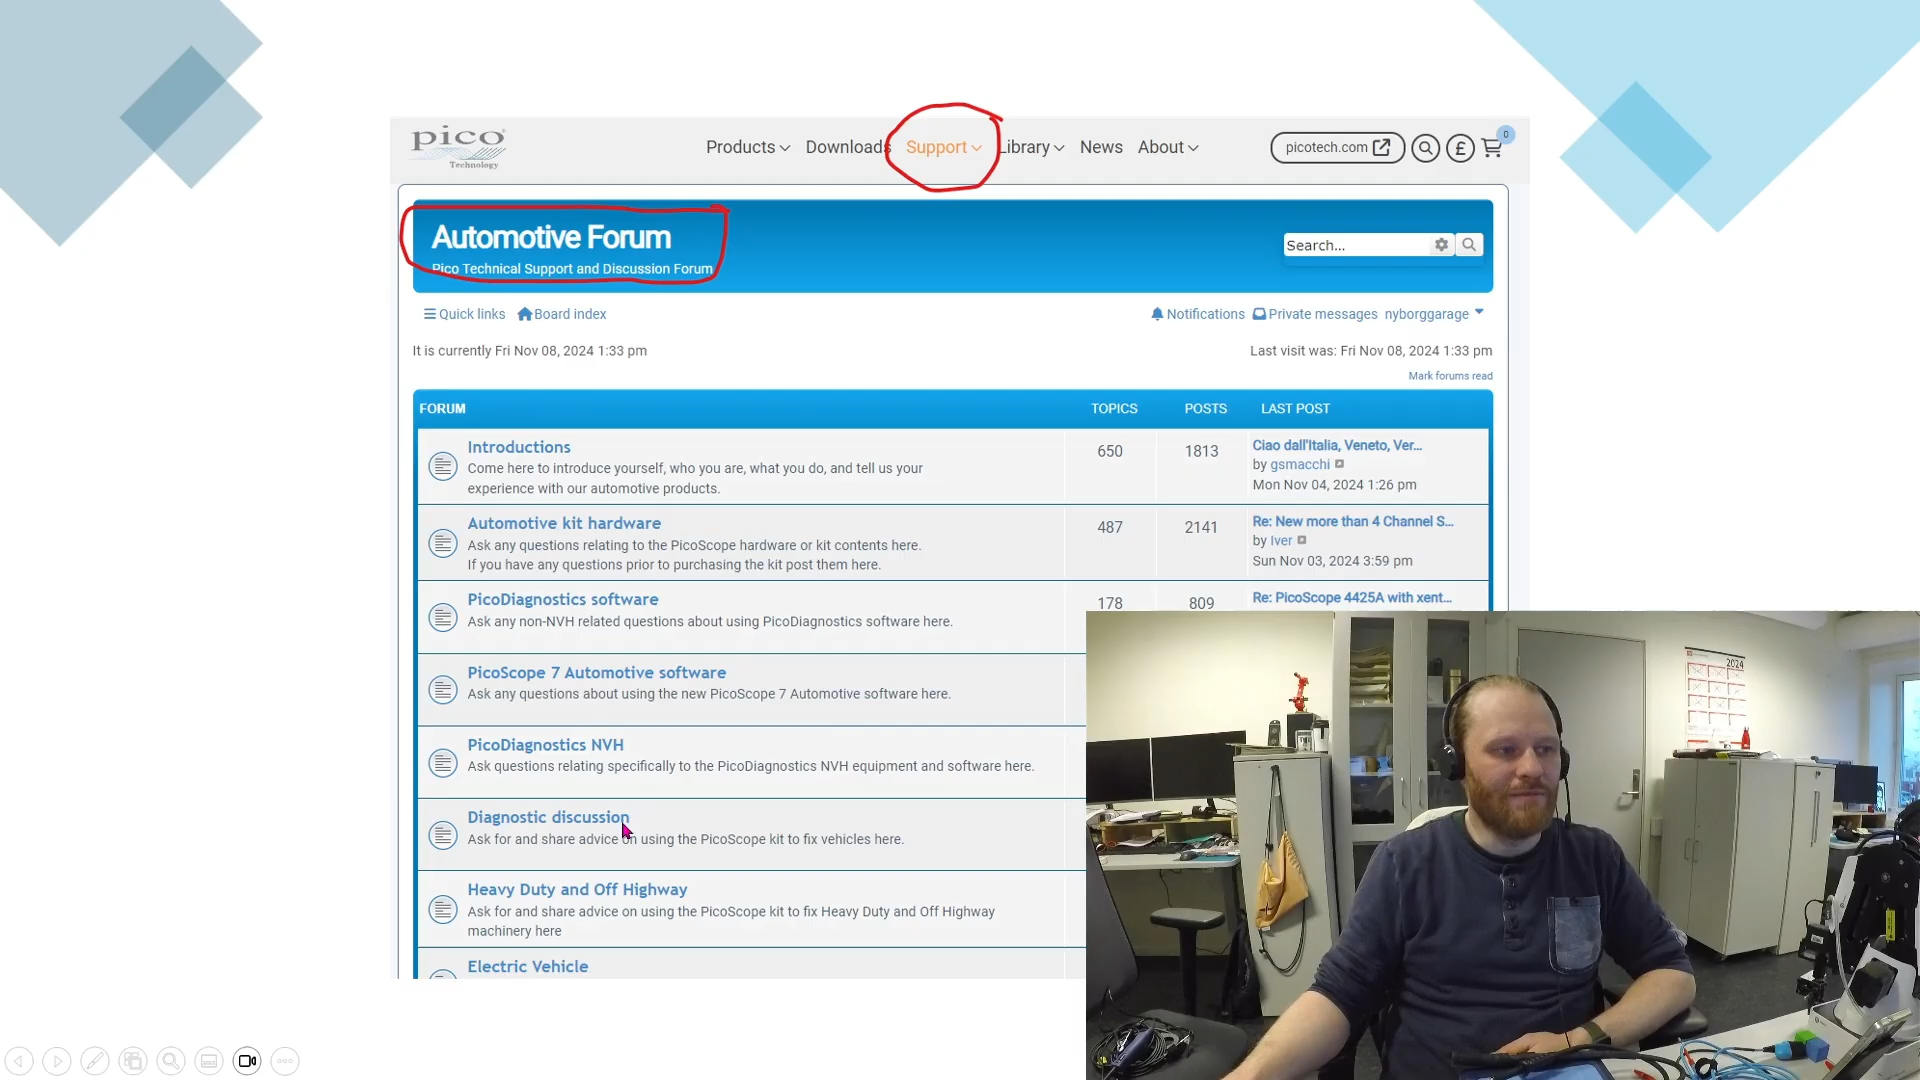 pico
Technology
Products Downloads Support Library News About picotech.com £ 0
Automotive Forum
Pico Technical Support and Discussion Forum
Search...
Quick links Board index
Notifications Private messages nyborggarage
It is currently Fri Nov 08, 2024 1:33 pm
Last visit was: Fri Nov 08, 2024 1:33 pm
Mark forums read
FORUM TOPICS POSTS LAST POST
Introductions
Come here to introduce yourself, who you are, what you do, and tell us your
experience with our automotive products.
650 1813
Ciao dall'Italia, Veneto, Ver...
by gsmacchi
Mon Nov 04, 2024 1:26 pm
Automotive kit hardware
Ask any questions relating to the PicoScope hardware or kit contents here.
If you have any questions prior to purchasing the kit post them here.
487 2141
Re: New more than 4 Channel S...
by Iver
Sun Nov 03, 2024 3:59 pm
PicoDiagnostics software
Ask any non-NVH related questions about using PicoDiagnostics software here.
178 809
Re: PicoScope 4425A with xent...
PicoScope 7 Automotive software
Ask any questions about using the new PicoScope 7 Automotive software here.
PicoDiagnostics NVH
Ask questions relating specifically to the PicoDiagnostics NVH equipment and software here.
Diagnostic discussion
Ask for and share advice on using the PicoScope kit to fix vehicles here.
Heavy Duty and Off Highway
Ask for and share advice on using the PicoScope kit to fix Heavy Duty and Off Highway
machinery here
Electric Vehicle
2024